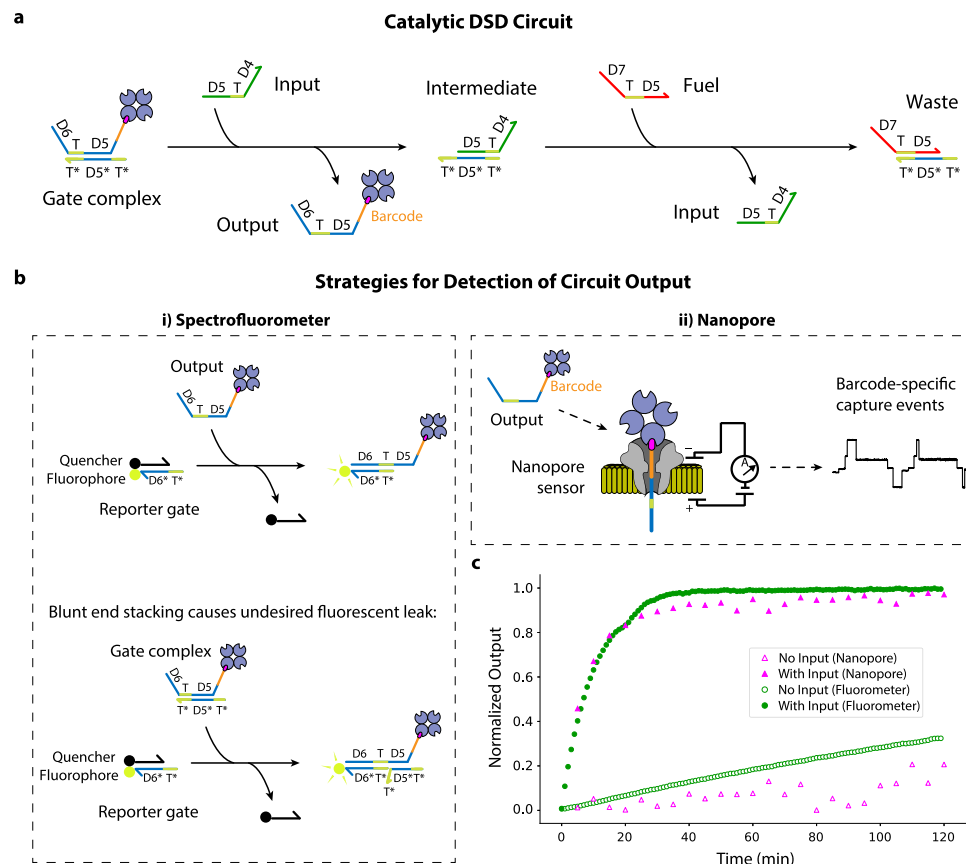 a
Catalytic DSD Circuit
D6
T
D5
T* D5* T*
Gate complex
D5 T D4
Input
D6
T D5
Output
Barcode
Intermediate
D5 T D4
T* D5* T*
D7
T D5
Fuel
D5 T D4
Input
Waste
D7
T D5
T* D5* T*
b
Strategies for Detection of Circuit Output
i) Spectrofluorometer
Output
D6
T D5
Quencher
Fluorophore
D6* T*
Reporter gate
D6 T D5
D6* T*
Blunt end stacking causes undesired fluorescent leak:
Gate complex
D6
T D5
T* D5* T*
Quencher
Fluorophore
D6* T*
Reporter gate
D6 T D5
D6*T* D5*T*
T*
ii) Nanopore
Barcode
Output
Nanopore
sensor
−
A
+
Barcode-specific
capture events
c
Normalized Output
1.0
0.8
0.6
0.4
0.2
0.0
No Input (Nanopore)
With Input (Nanopore)
No Input (Fluorometer)
With Input (Fluorometer)
0 20 40 60 80 100 120
Time (min)